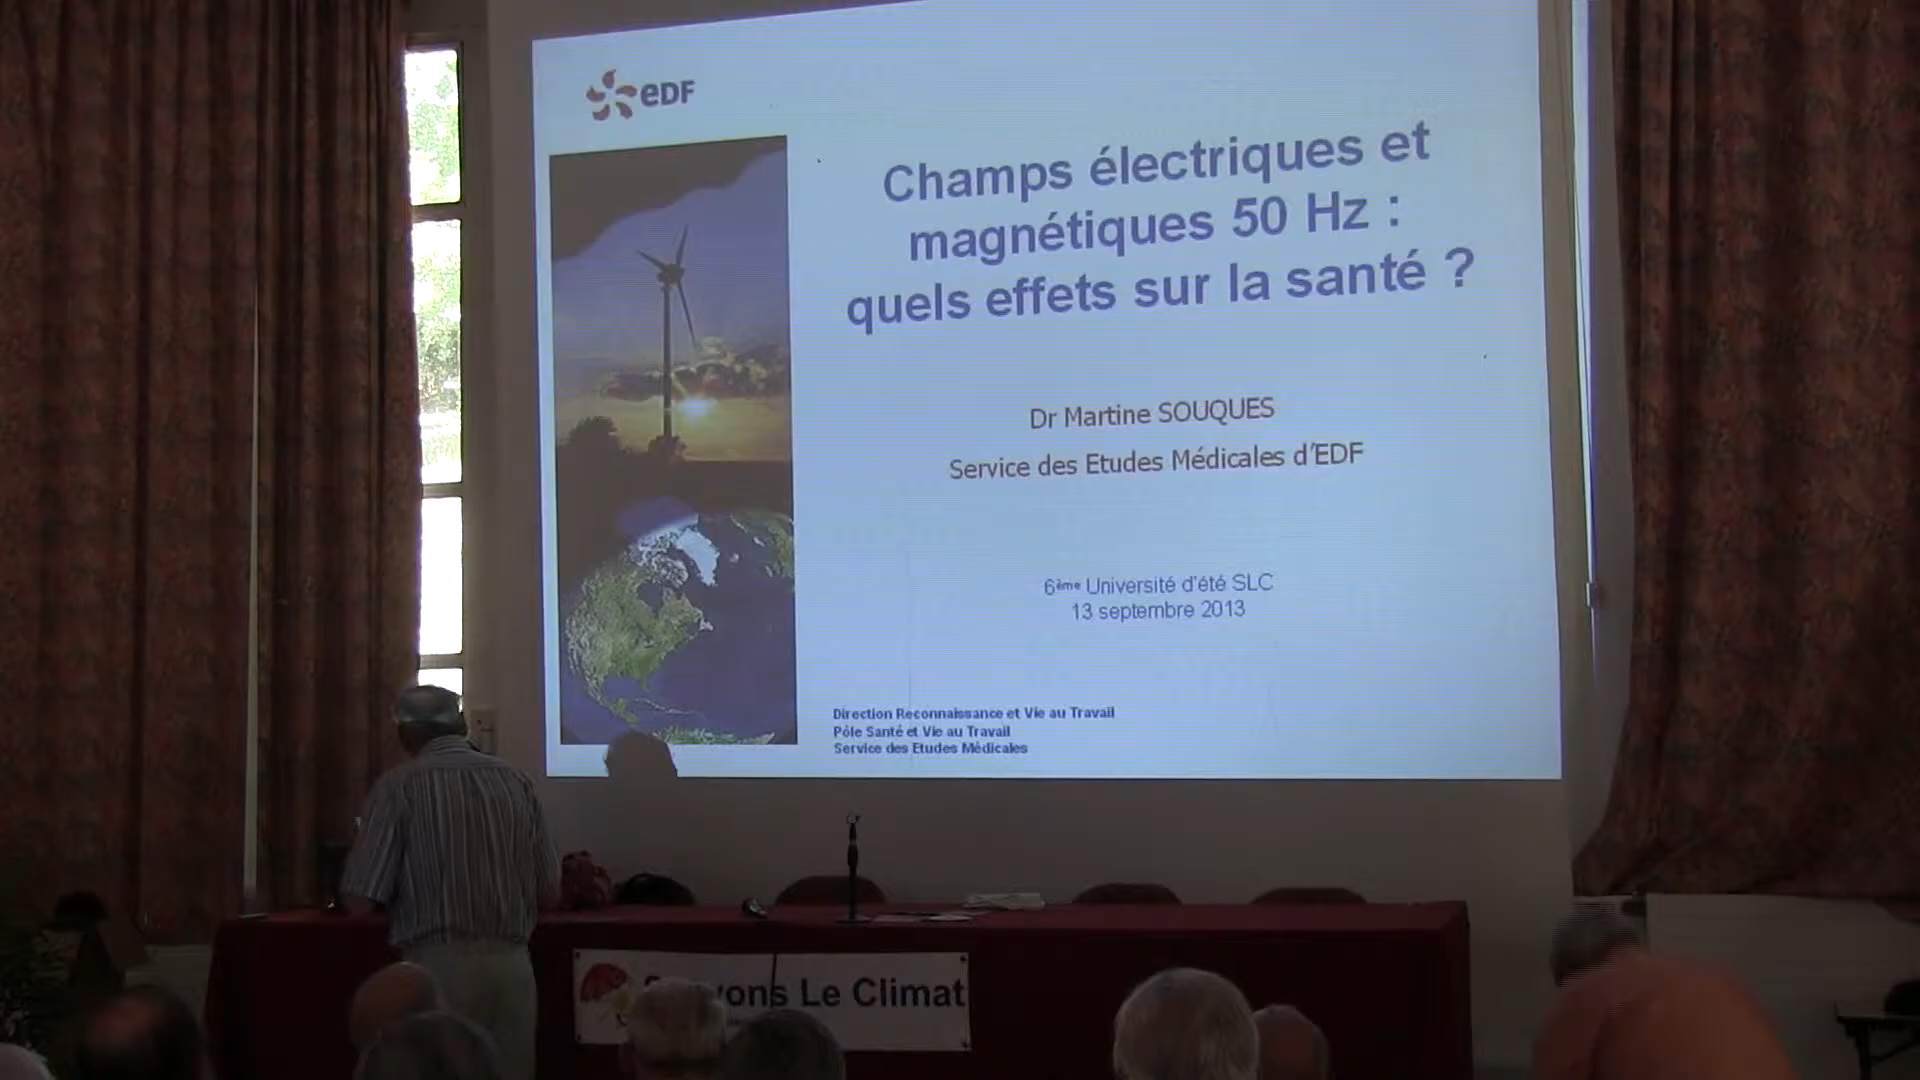 eDF
Champs électriques et
magnétiques 50 Hz :
quels effets sur la santé ?
Dr Martine SOUQUES
Service des Etudes Médicales d'EDF
6ème Université d'été SLC
13 septembre 2013
Direction Reconnaissance et Vie au Travail
Pôle Santé et Vie au Travail
Service des Etudes Médicales
Le Climat